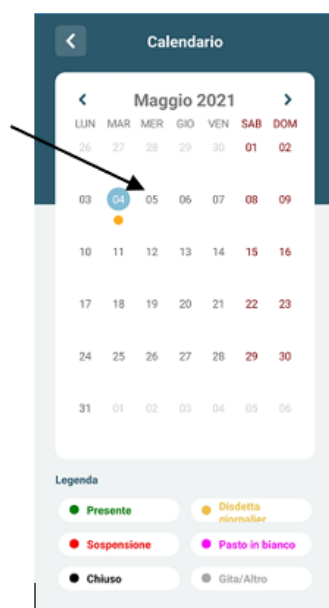 Calendario
Maggio 2021
LUN MAR MER GIO VEN SAB DOM
26 27 28 29 30 01 02
03 04 05 06 07 08 09
10 11 12 13 14 15 16
17 18 19 20 21 22 23
24 25 26 27 28 29 30
31 01 02 03 04 05 06
Legenda
Presente
Disdetta
giornalier
Sospensione
Pasto in bianco
Chiuso
Gita/Altro